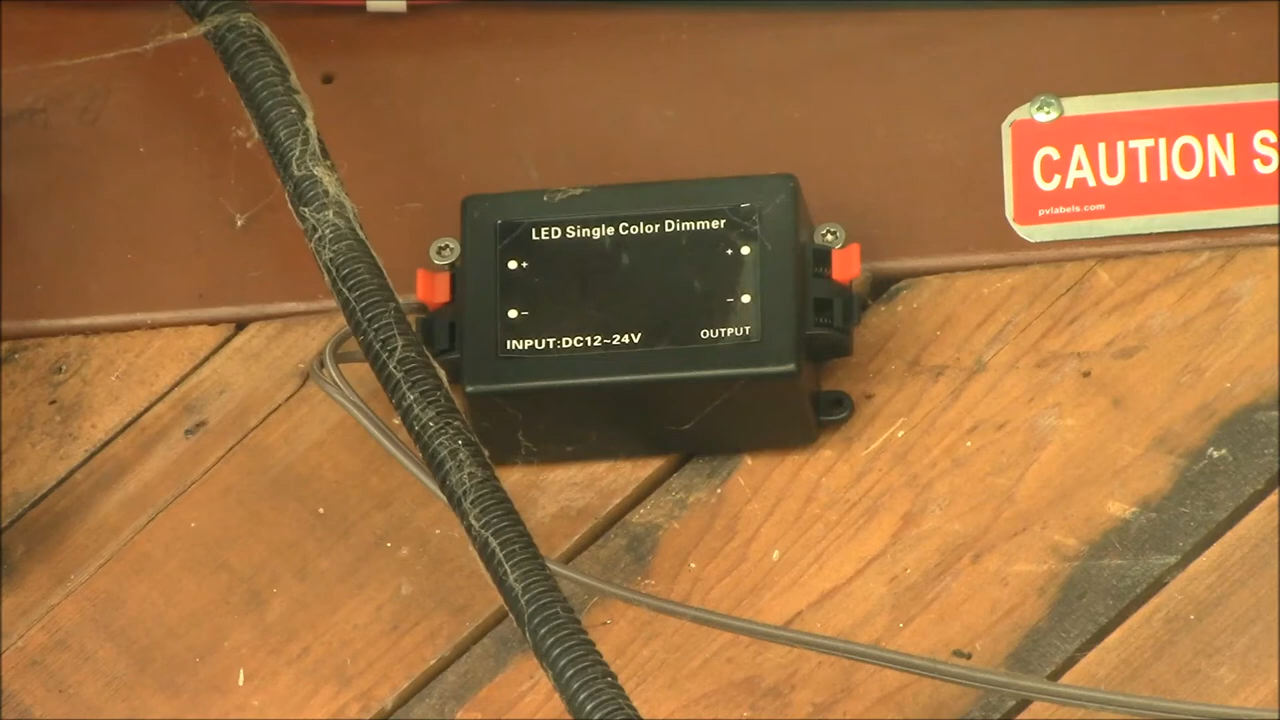 LED Single Color Dimmer
+ +
− −
INPUT:DC12~24V OUTPUT
CAUTION S
pvlabels.com